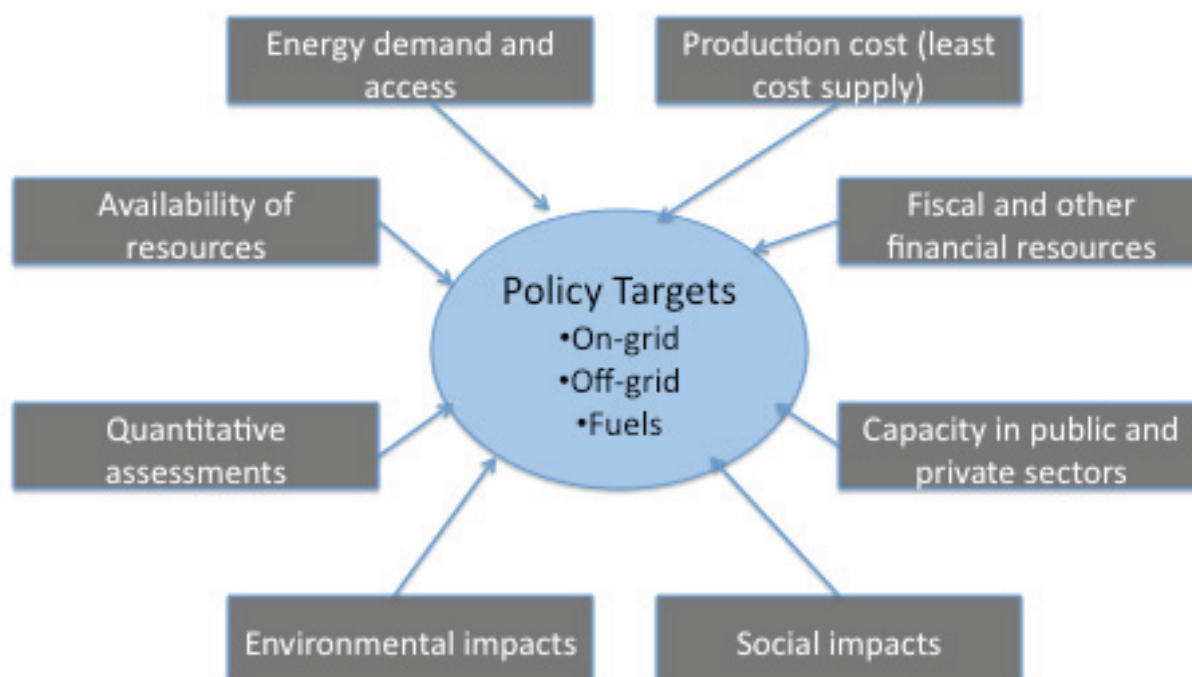 Energy demand and
access
Production cost (least
cost supply)
Availability of
resources
Fiscal and other
financial resources
Policy Targets
•On-grid
•Off-grid
•Fuels
Quantitative
assessments
Capacity in public and
private sectors
Environmental impacts
Social impacts